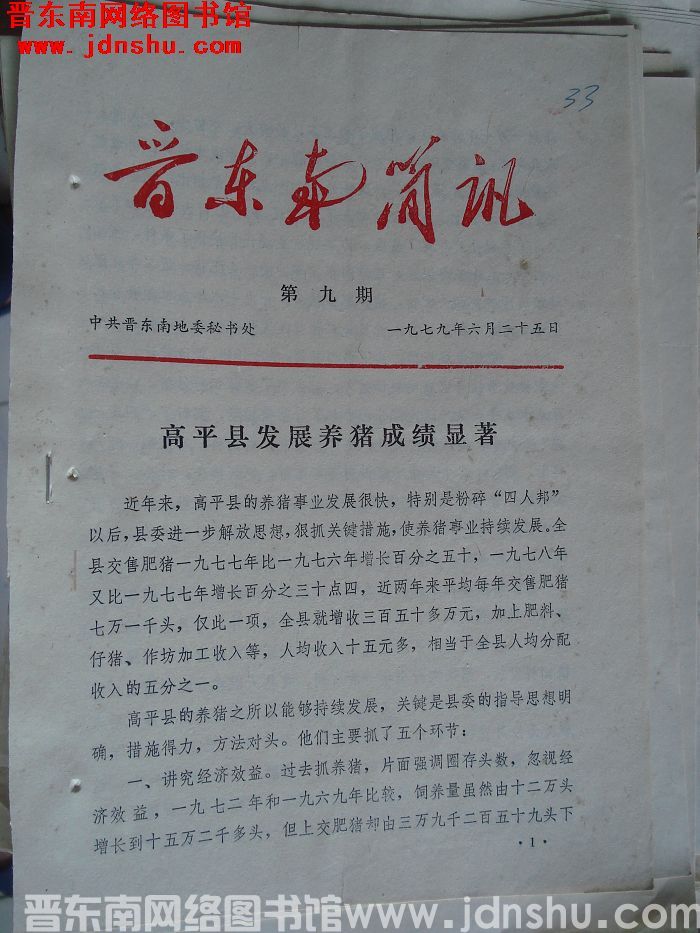 晋东南网络图书馆
www.jdnshu.com
33
晋东南简讯
第九期
中共晋东南地委秘书处 一九七九年六月二十五日
高平县发展养猪成绩显著
近年来，高平县的养猪事业发展很快，特别是粉碎“四人邦”
以后，县委进一步解放思想，狠抓关键措施，使养猪事业持续发展。全
县交售肥猪一九七七年比一九七六年增长百分之五十，一九七八年
又比一九七七年增长百分之三十点四，近两年来平均每年交售肥猪
七万一千头，仅此一项，全县就增收三百五十多万元，加上肥料、
仔猪、作坊加工收入等，人均收入十五元多，相当于全县人均分配
收入的五分之一。
高平县的养猪之所以能够持续发展，关键是县委的指导思想明
确，措施得力，方法对头。他们主要抓了五个环节：
一、讲究经济效益。过去抓养猪，片面强调圈存头数，忽视经
济效益，一九七二年和一九六九年比较，饲养量虽然由十二万头
增长到十五万二千多头，但上交肥猪却由三万九千二百五十九头下
·1·
晋东南网络图书馆 www.jdnshu.com